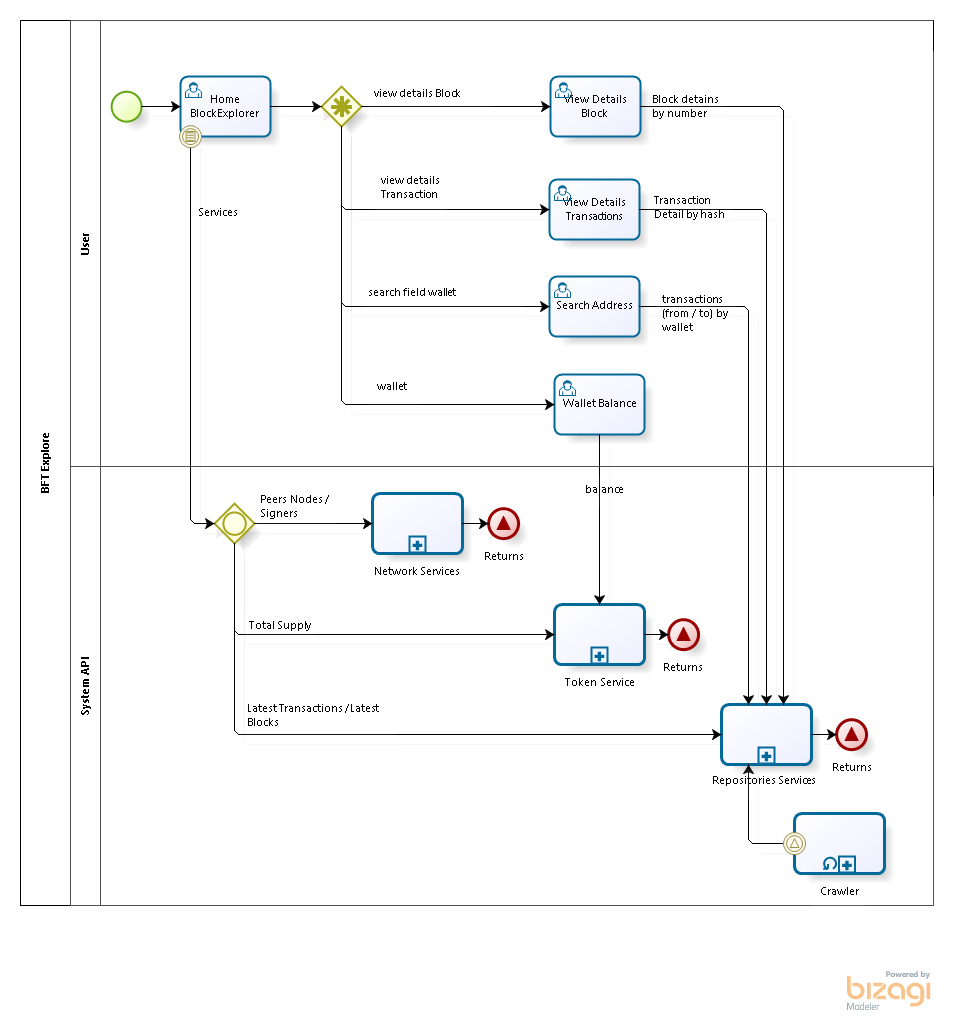 BFT Explore
User
Home
BlockExplorer
view details Block
View Details
Block
Block detains
by number
view details
Transaction
View Details
Transactions
Transaction
Detail by hash
Services
search field wallet
Search Address
transactions
(from / to) by
wallet
wallet
Wallet Balance
System API
balance
Peers Nodes /
Signers
Network Services
Returns
Total Supply
Token Service
Returns
Latest Transactions /Latest
Blocks
Repositories Services
Returns
Crawler
Powered by
bizagi
Modeler